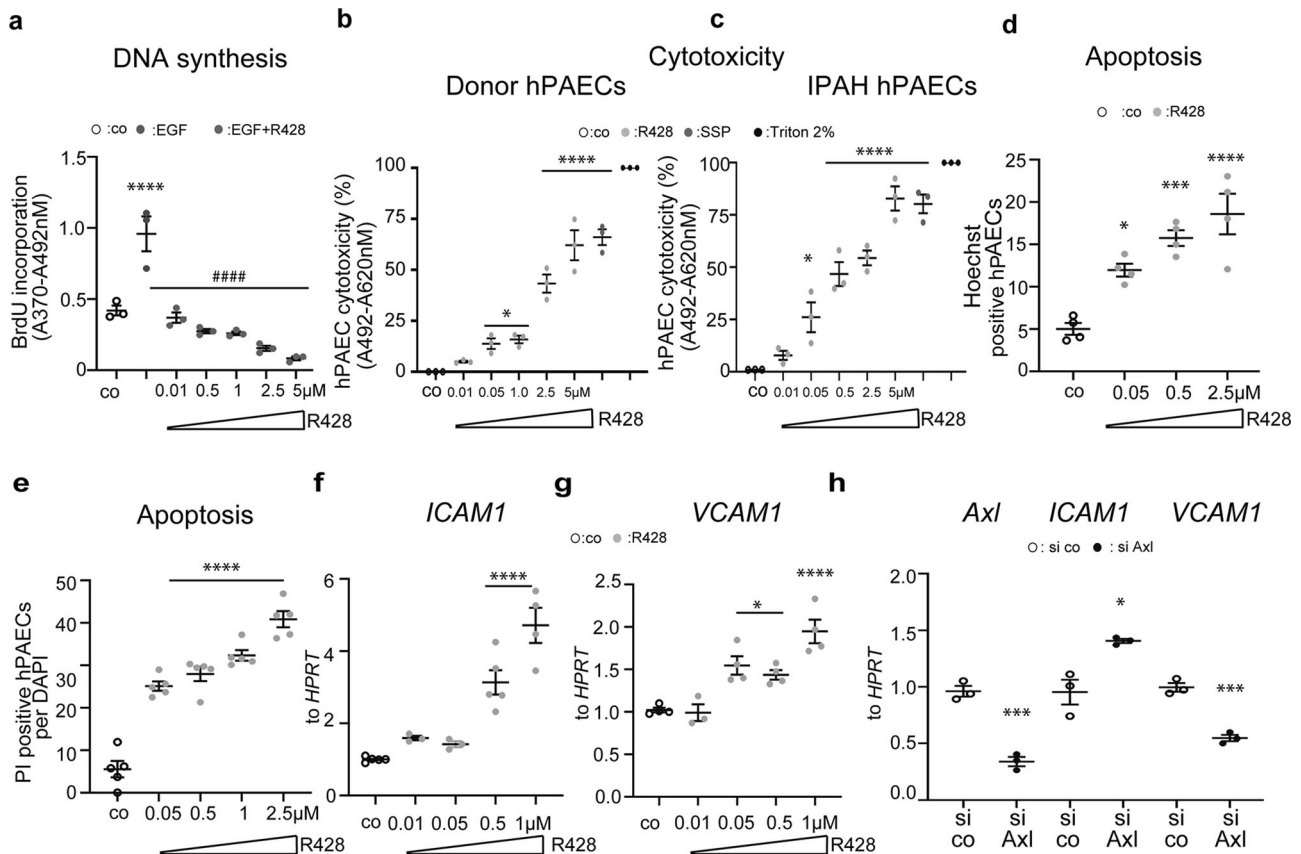 a
DNA synthesis
co :EGF :EGF+R428
BrdU incorporation
(A370-A492nM)
1.5
1.0
0.5
0.0
****
####
co
0.01 0.5 1 2.5 5µM
R428
b
c
Cytotoxicity
Donor hPAECs
IPAH hPAECs
:co :R428 :SSP :Triton 2%
hPAEC cytotoxicity (%)
(A492-A620nM)
100
75
50
25
0
*
****
co 0.01 0.05 1.0 2.5 5µM
R428
hPAEC cytotoxicity (%)
(A492-A620nM)
100
50
0
*
****
co 0.01 0.05 0.5 2.5 5µM
R428
d
Apoptosis
:co :R428
Hoechst
positive hPAECs
25
20
15
10
5
0
*
***
****
co
0.05 0.5 2.5µM
R428
e
Apoptosis
PI positive hPAECs
per DAPI
50
40
30
20
10
0
****
co
0.05 0.5 1 2.5µM
R428
f
ICAM1
:co :R428
to HPRT
6
4
2
0
****
co 0.01 0.05 0.5 1µM
R428
g
VCAM1
to HPRT
2.5
2.0
1.5
1.0
0.5
0.0
*
****
co 0.01 0.05 0.5 1µM
R428
h
Axl ICAM1 VCAM1
: si co : si Axl
to HPRT
2.0
1.5
1.0
0.5
0.0
***
*
***
si si si si si si
co Axl co Axl co Axl